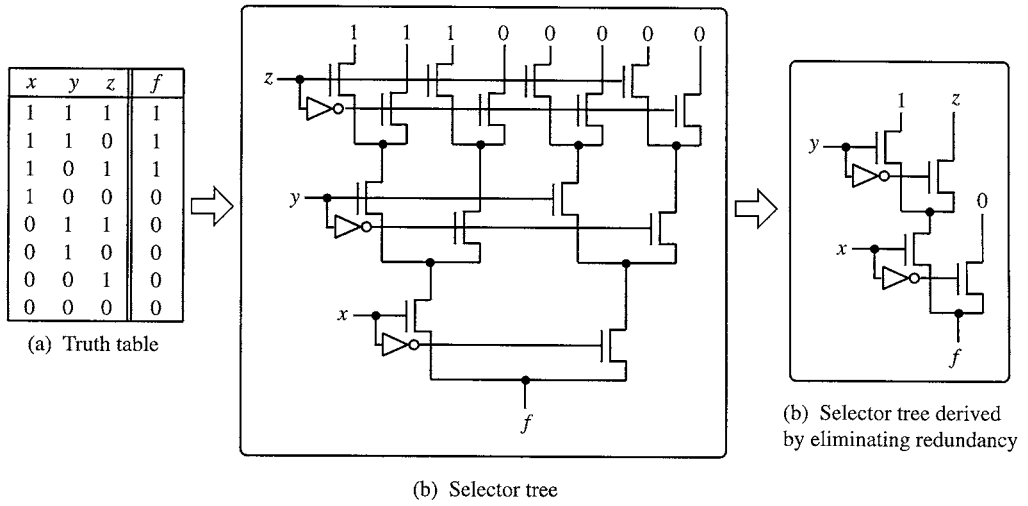 x y z f
1 1 1 1
1 1 0 1
1 0 1 1
1 0 0 0
0 1 1 0
0 1 0 0
0 0 1 0
0 0 0 0
(a) Truth table
1 1 1 0 0 0 0 0
z
y
x
f
(b) Selector tree
1 z
y
0
x
f
(b) Selector tree derived
by eliminating redundancy